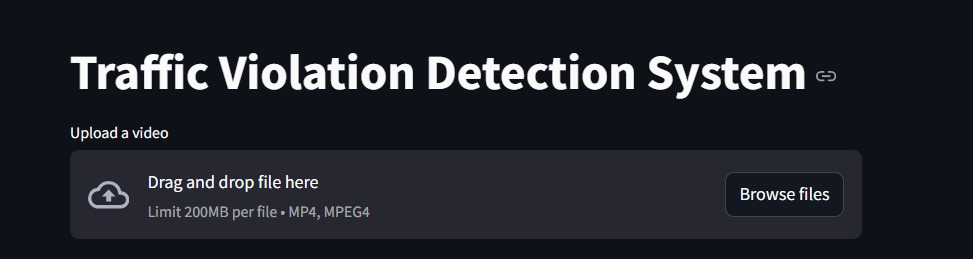 Traffic Violation Detection System
Upload a video
Drag and drop file here
Limit 200MB per file • MP4, MPEG4
Browse files